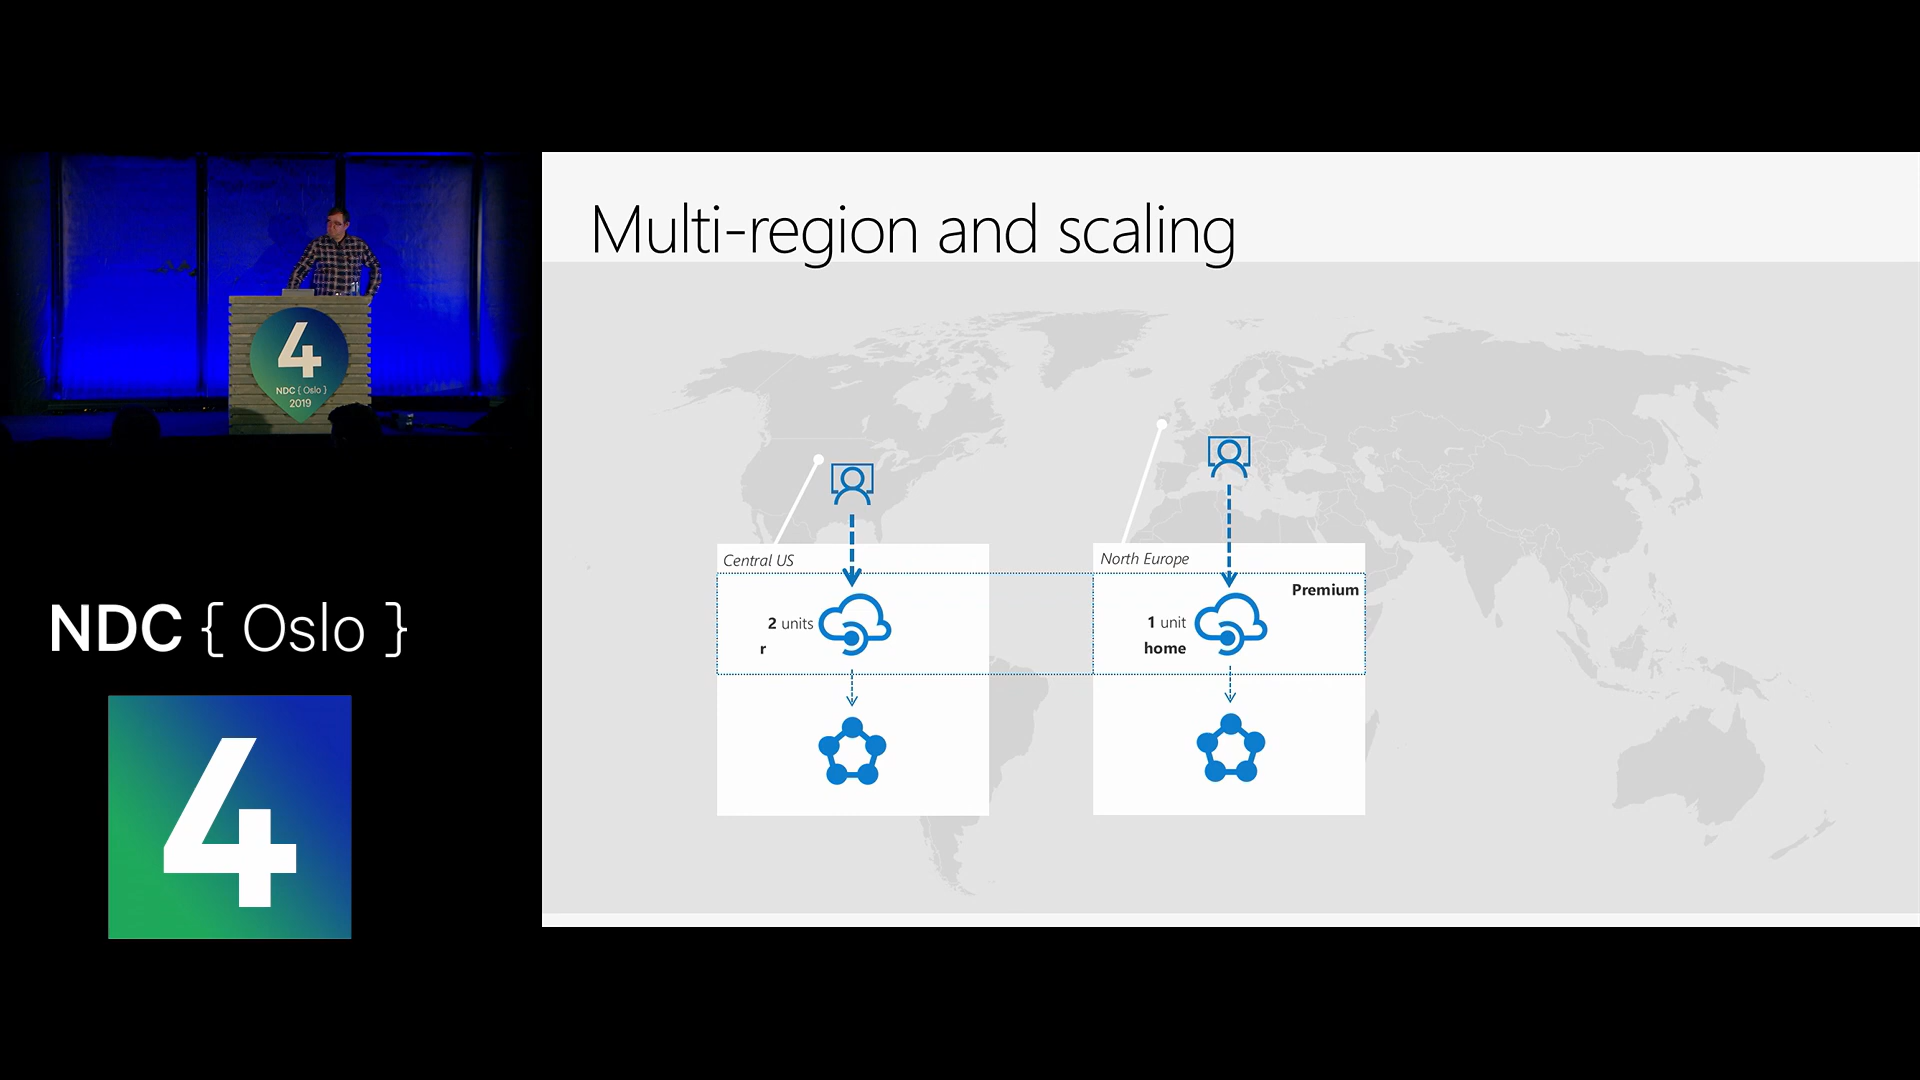 4
NDC { Oslo }
2019
NDC { Oslo }
4
Multi-region and scaling
Central US
2 units
r
North Europe
Premium
1 unit
home